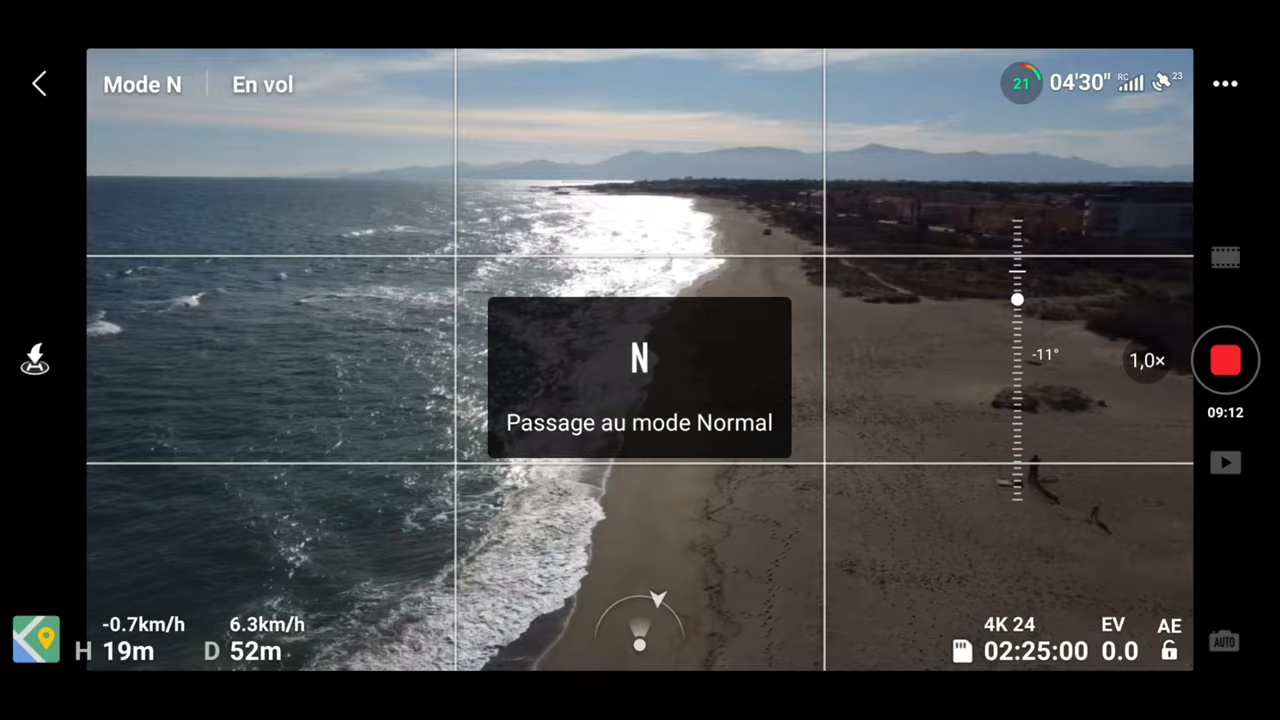 Mode N
En vol
21
04'30"
RC
23
N
Passage au mode Normal
-11°
1,0×
09:12
-0.7km/h
6.3km/h
H 19m
D 52m
4K 24
EV
AE
02:25:00
0.0
AUTO